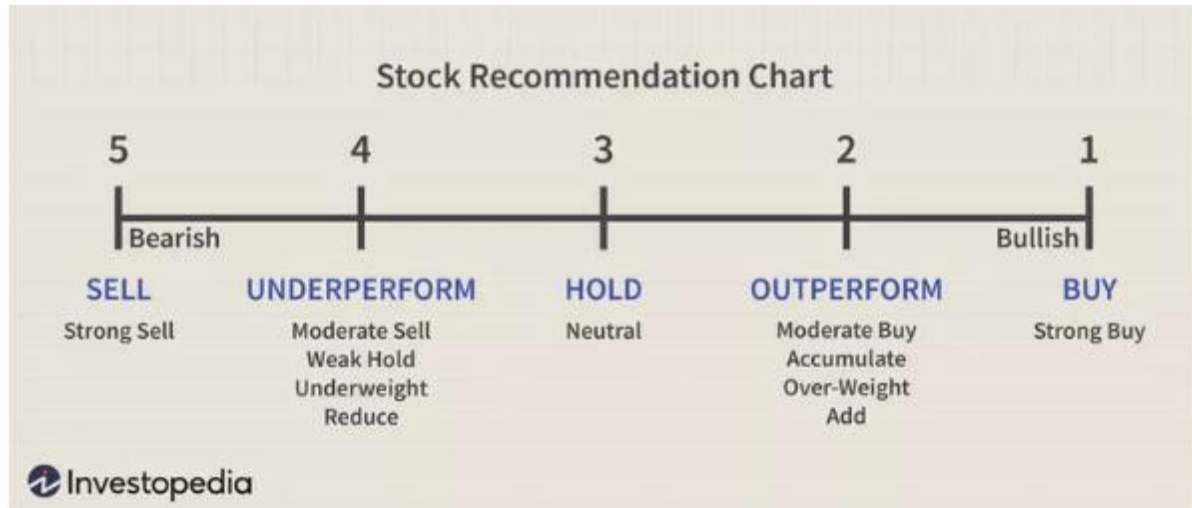 Stock Recommendation Chart
5 4 3 2 1
Bearish Bullish
SELL UNDERPERFORM HOLD OUTPERFORM BUY
Strong Sell Moderate Sell Neutral Moderate Buy Strong Buy
Weak Hold Accumulate
Underweight Over-Weight
Reduce Add
Investopedia